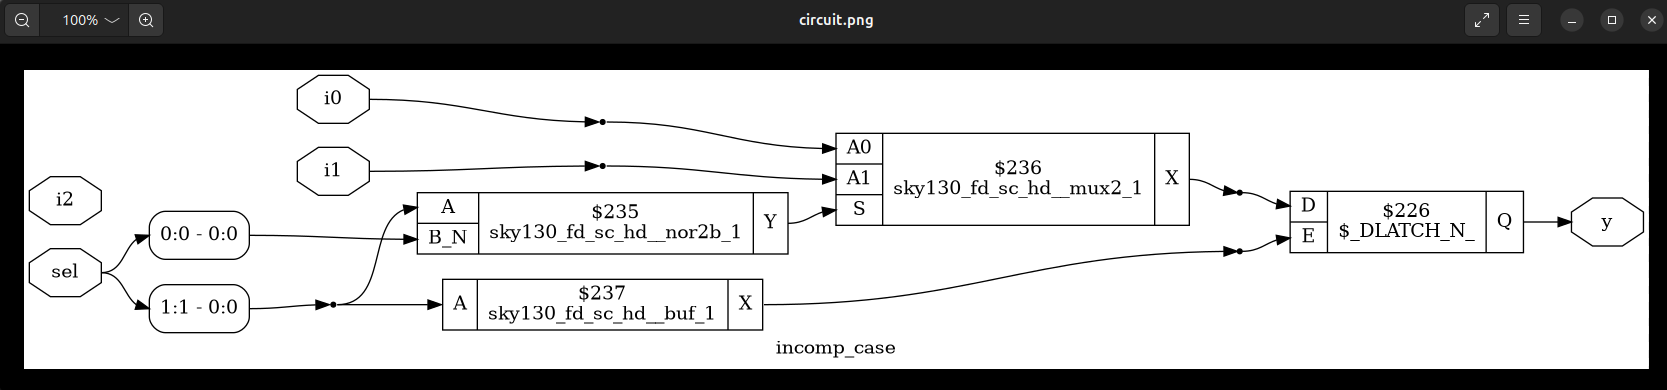 100%
circuit.png
i0
i1
i2
sel
0:0 - 0:0
1:1 - 0:0
A
B_N
$235
sky130_fd_sc_hd__nor2b_1
Y
A
$237
sky130_fd_sc_hd__buf_1
X
A0
A1
S
$236
sky130_fd_sc_hd__mux2_1
X
D
E
$226
$_DLATCH_N_
Q
y
incomp_case